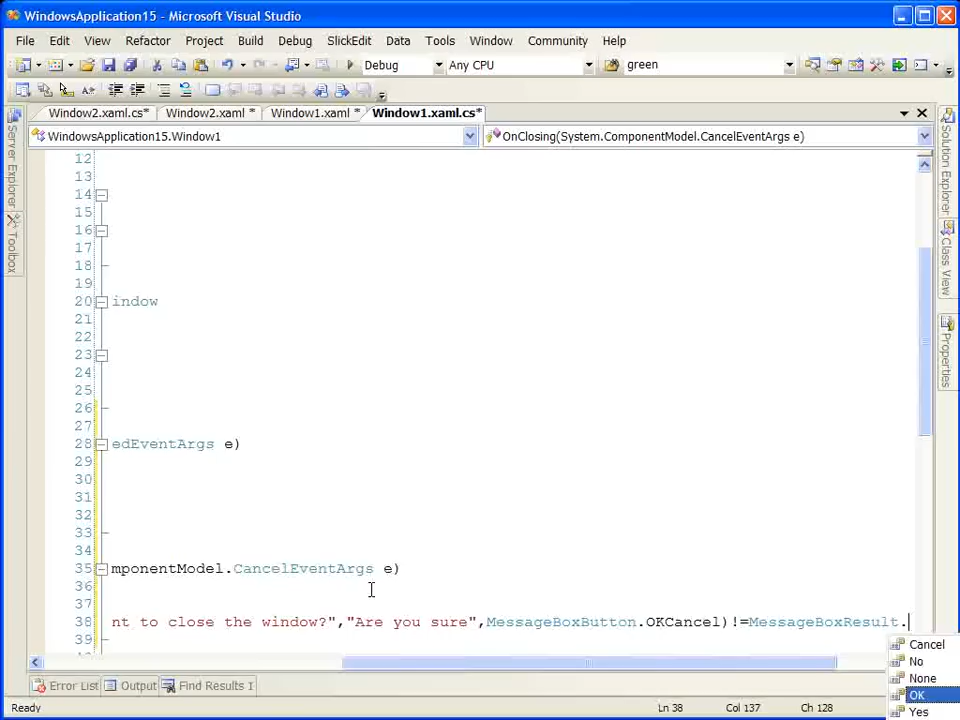 WindowsApplication15 - Microsoft Visual Studio
File Edit View Refactor Project Build Debug SlickEdit Data Tools Window Community Help
Debug Any CPU green
Window2.xaml.cs* Window2.xaml * Window1.xaml * Window1.xaml.cs*
WindowsApplication15.Window1 OnClosing(System.ComponentModel.CancelEventArgs e)
Server Explorer
Toolbox
Solution Explorer
Class View
Properties
12
13
14
15
16
17
18
19
20 indow
21
22
23
24
25
26
27
28 edEventArgs e)
29
30
31
32
33
34
35 mponentModel.CancelEventArgs e)
36
37
38 nt to close the window?","Are you sure",MessageBoxButton.OKCancel)!=MessageBoxResult.
39
Cancel
No
None
OK
Yes
Error List Output Find Results 1
Ready Ln 38 Col 137 Ch 128